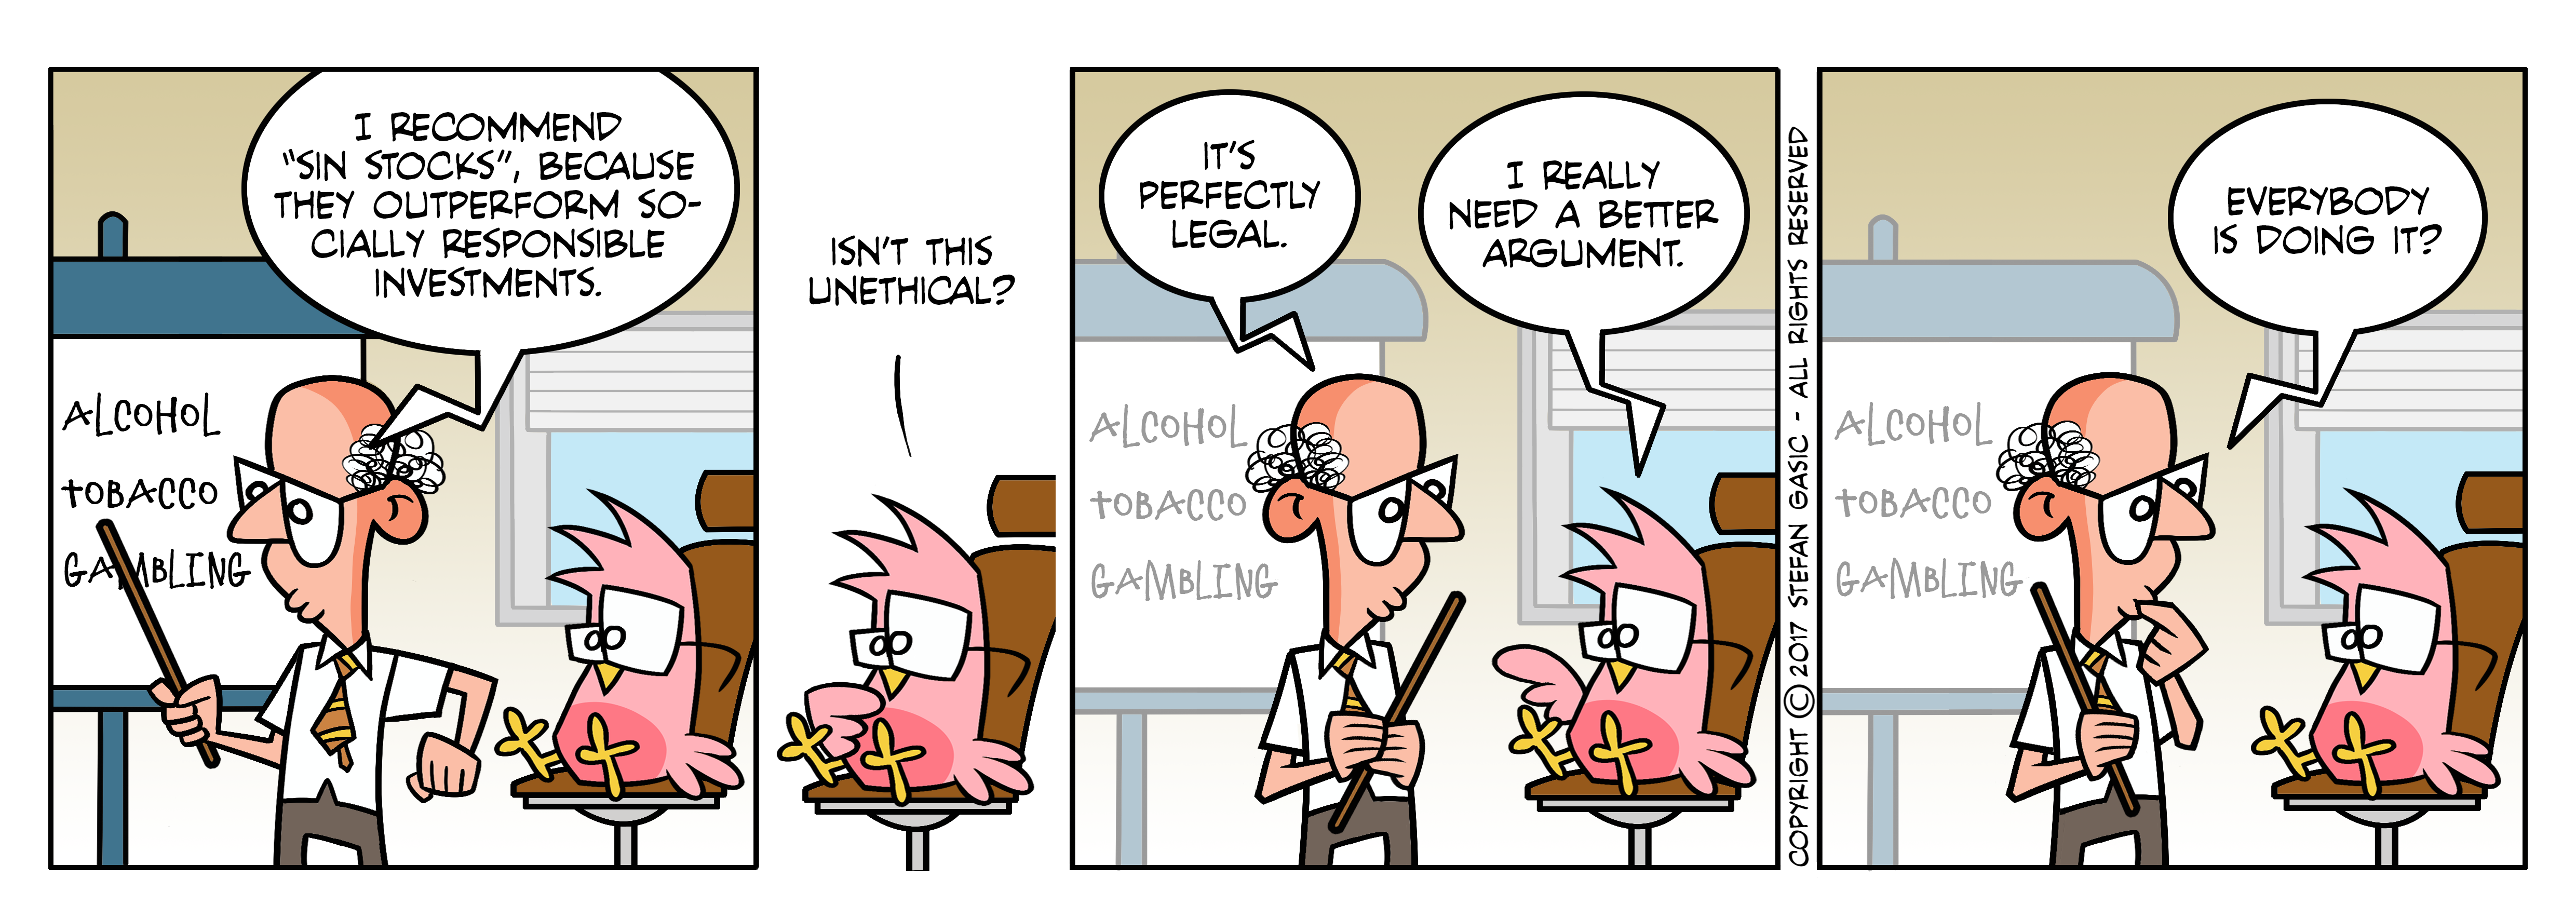 I RECOMMEND
"SIN STOCKS", BECAUSE
THEY OUTPERFORM SO-
CIALLY RESPONSIBLE
INVESTMENTS.
ALCOHOL
TOBACCO
GAMBLING
ISN'T THIS
UNETHICAL?
IT'S
PERFECTLY
LEGAL.
I REALLY
NEED A BETTER
ARGUMENT.
ALCOHOL
TOBACCO
GAMBLING
COPYRIGHT © 2017 STEFAN GASIC - ALL RIGHTS RESERVED
EVERYBODY
IS DOING IT?
ALCOHOL
TOBACCO
GAMBLING